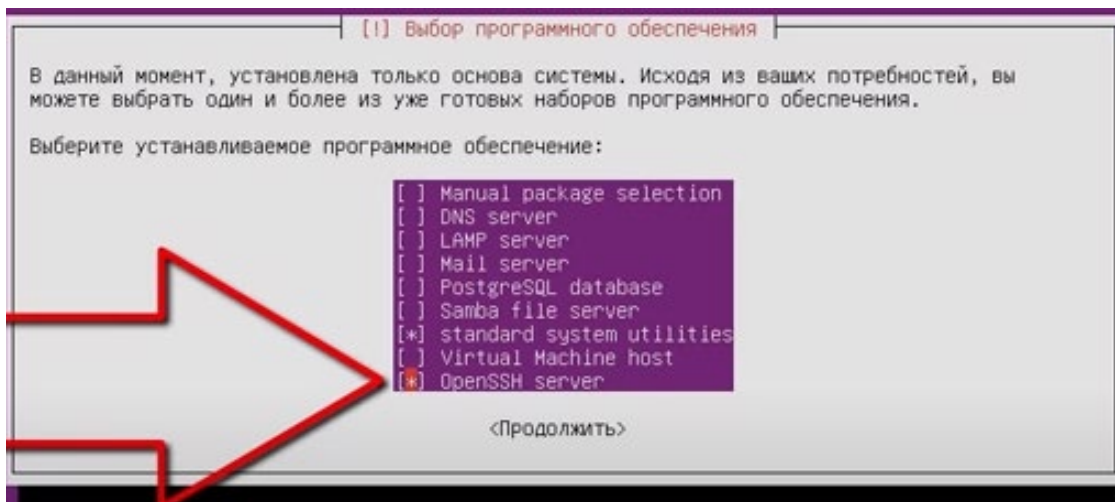 [!] Выбор программного обеспечения
В данный момент, установлена только основа системы. Исходя из ваших потребностей, вы
можете выбрать один и более из уже готовых наборов программного обеспечения.
Выберите устанавливаемое программное обеспечение:
[ ] Manual package selection
[ ] DNS server
[ ] LAMP server
[ ] Mail server
[ ] PostgreSQL database
[ ] Samba file server
[*] standard system utilities
[ ] Virtual Machine host
[*] OpenSSH server
<Продолжить>